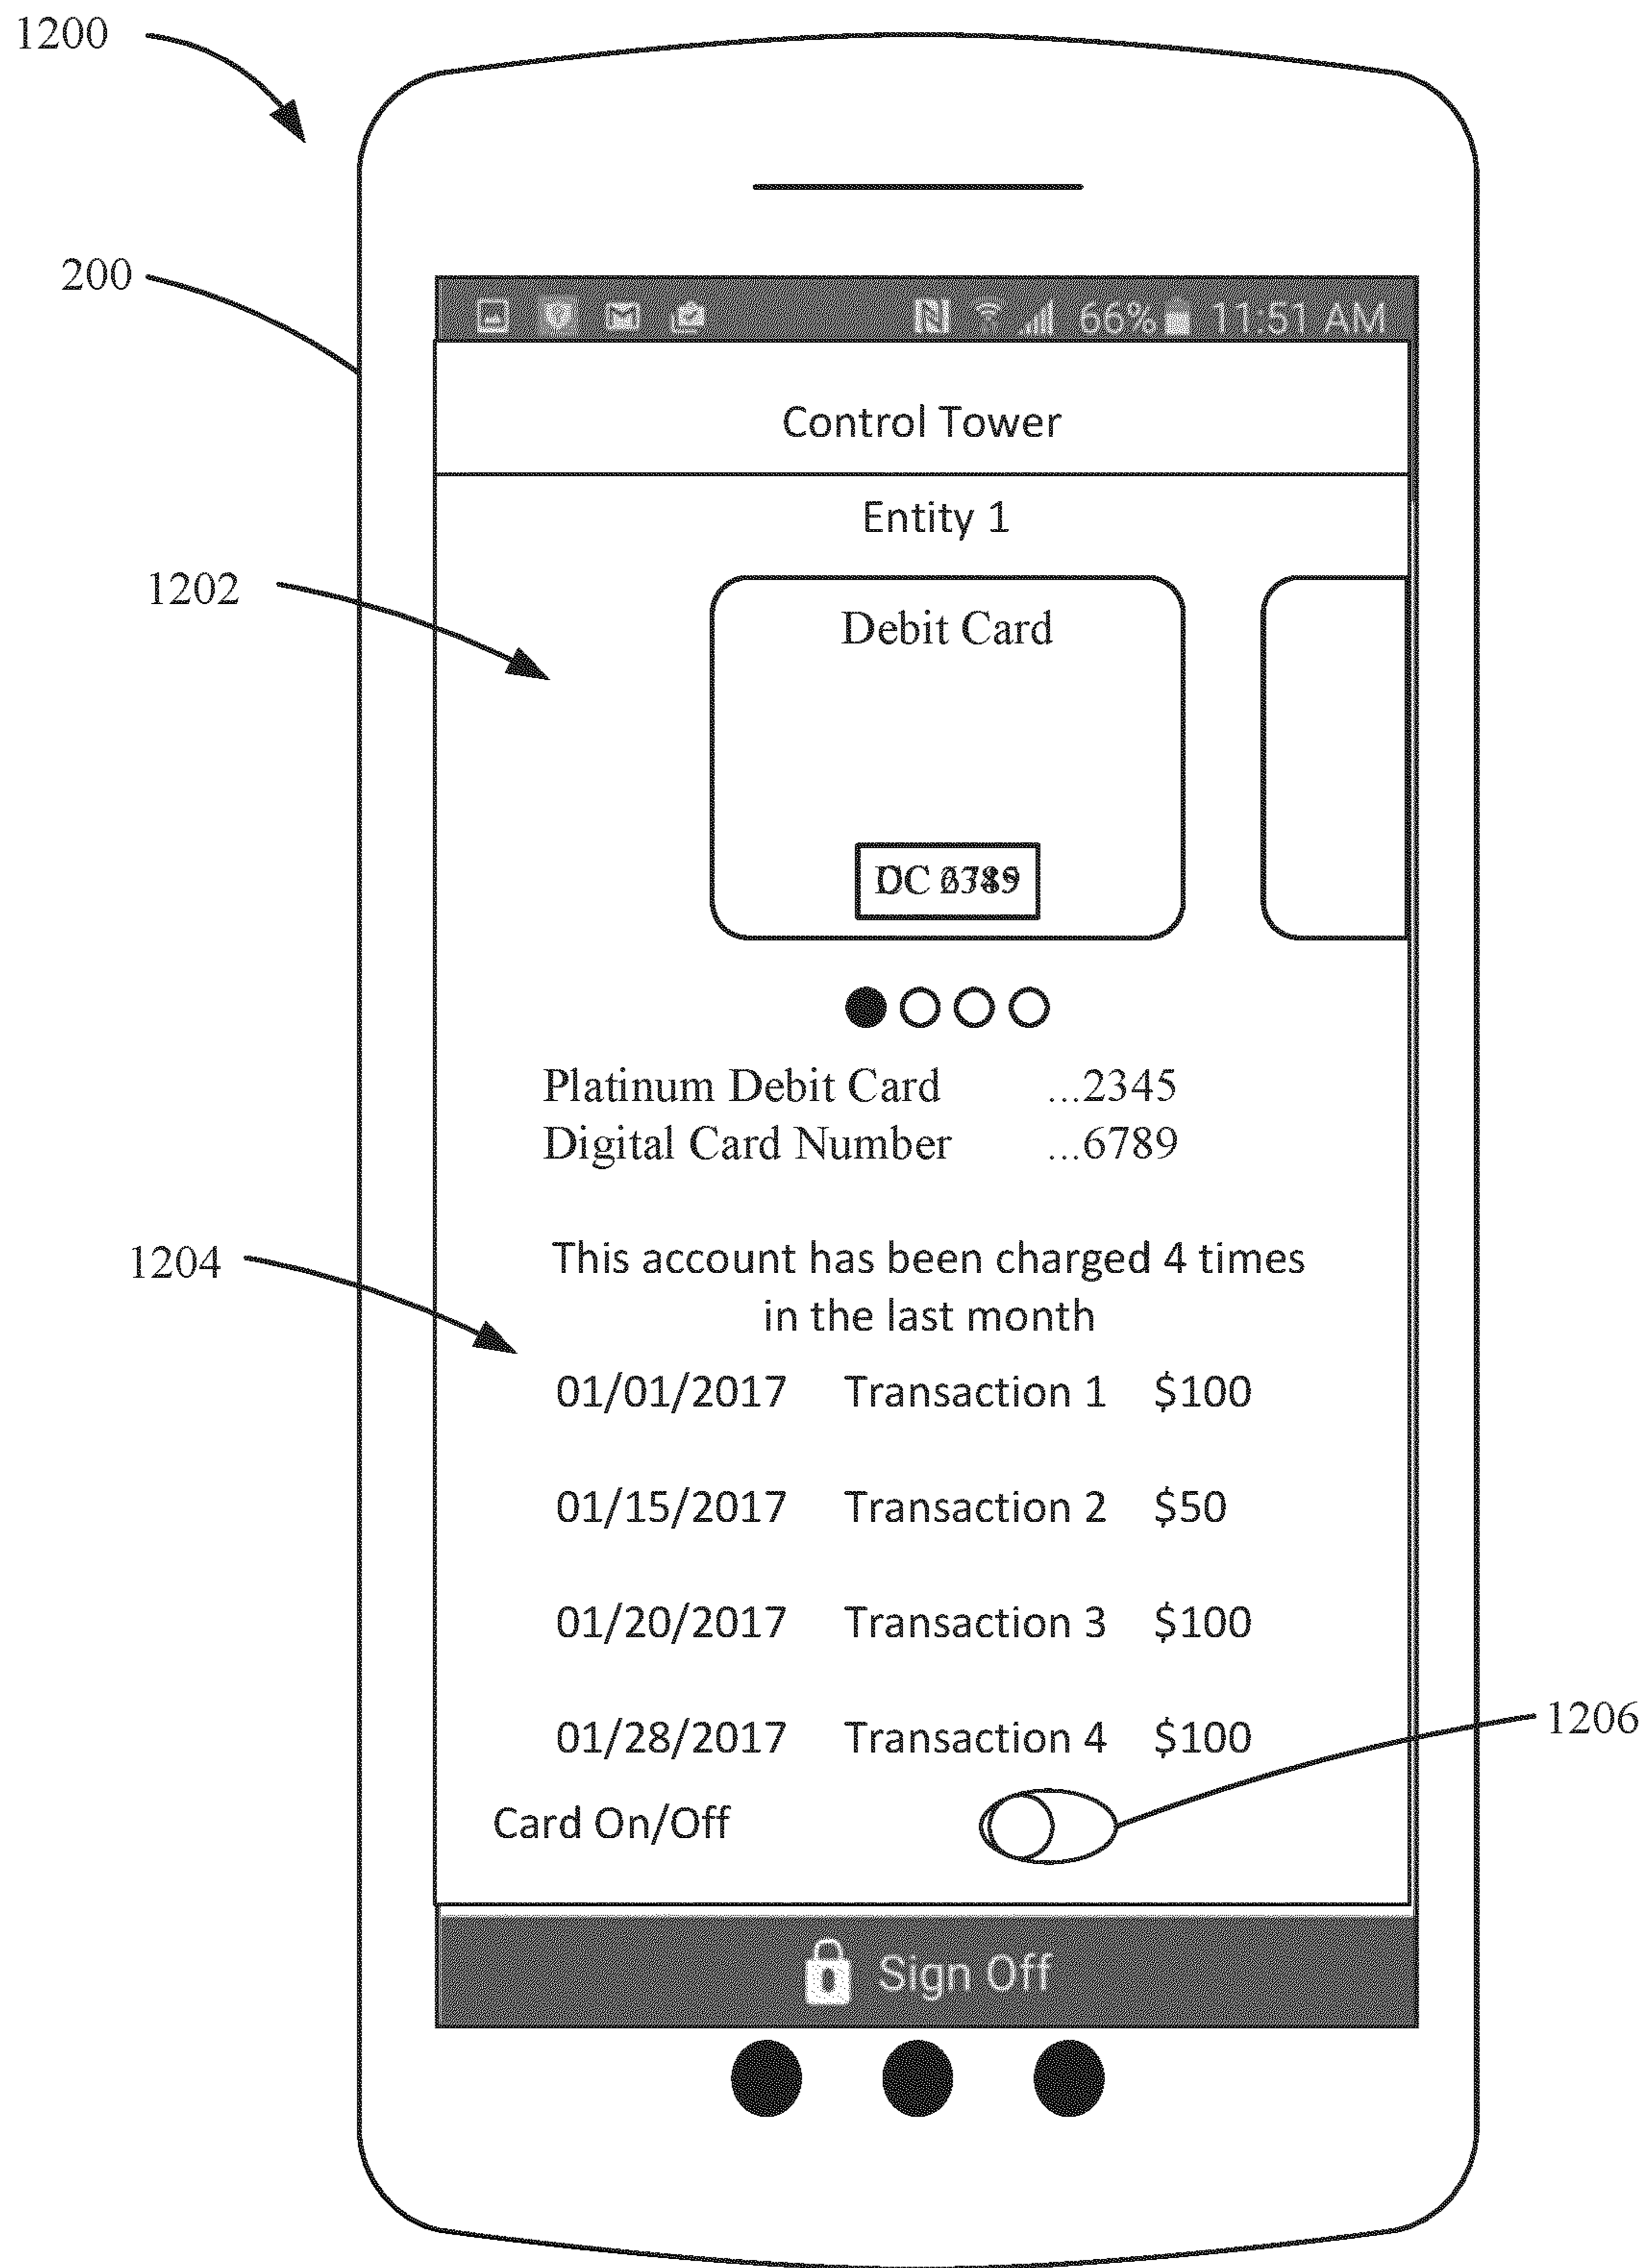 1200
200
66% 11:51 AM
Control Tower
Entity 1
1202
Debit Card
Platinum Debit Card ...2345
Digital Card Number ...6789
1204
This account has been charged 4 times
in the last month
01/01/2017 Transaction 1 $100
01/15/2017 Transaction 2 $50
01/20/2017 Transaction 3 $100
01/28/2017 Transaction 4 $100
1206
Card On/Off
Sign Off